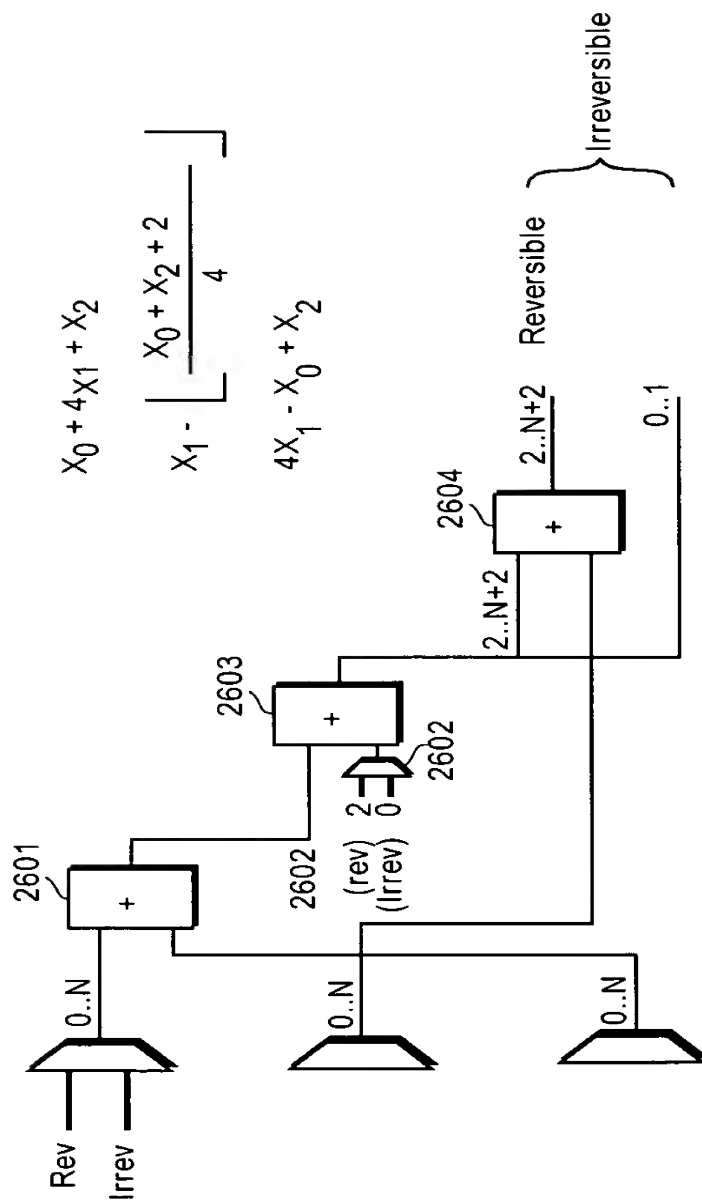 X0 + 4X1 + X2
X1 - [ X0 + X2 + 2 / 4 ]
4X1 - X0 + X2
Rev
Irrev
0..N
0..N
0..N
2601
+
2602
(rev) 2
(Irrev) 0
2602
2603
+
2..N+2
2604
+
2..N+2
0..1
Reversible
Irreversible